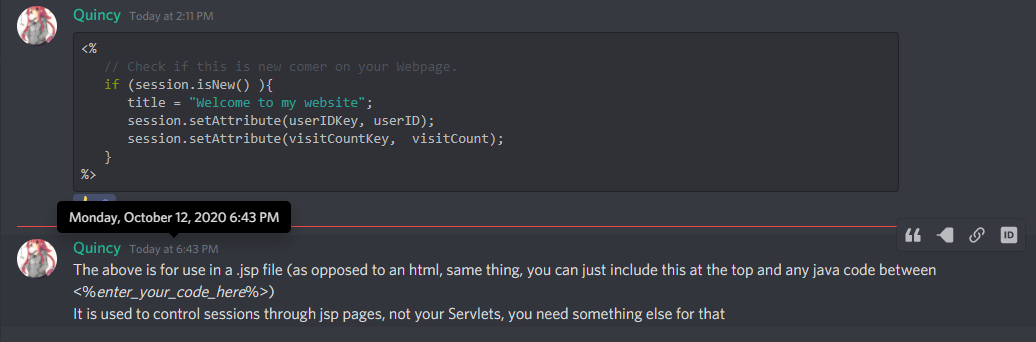 Quincy Today at 2:11 PM
<%
// Check if this is new comer on your Webpage.
if (session.isNew() ){
title = "Welcome to my website";
session.setAttribute(userIDKey, userID);
session.setAttribute(visitCountKey,  visitCount);
}
%>
Monday, October 12, 2020 6:43 PM
Quincy Today at 6:43 PM
ID
The above is for use in a .jsp file (as opposed to an html, same thing, you can just include this at the top and any java code between
<%enter_your_code_here%>)
It is used to control sessions through jsp pages, not your Servlets, you need something else for that